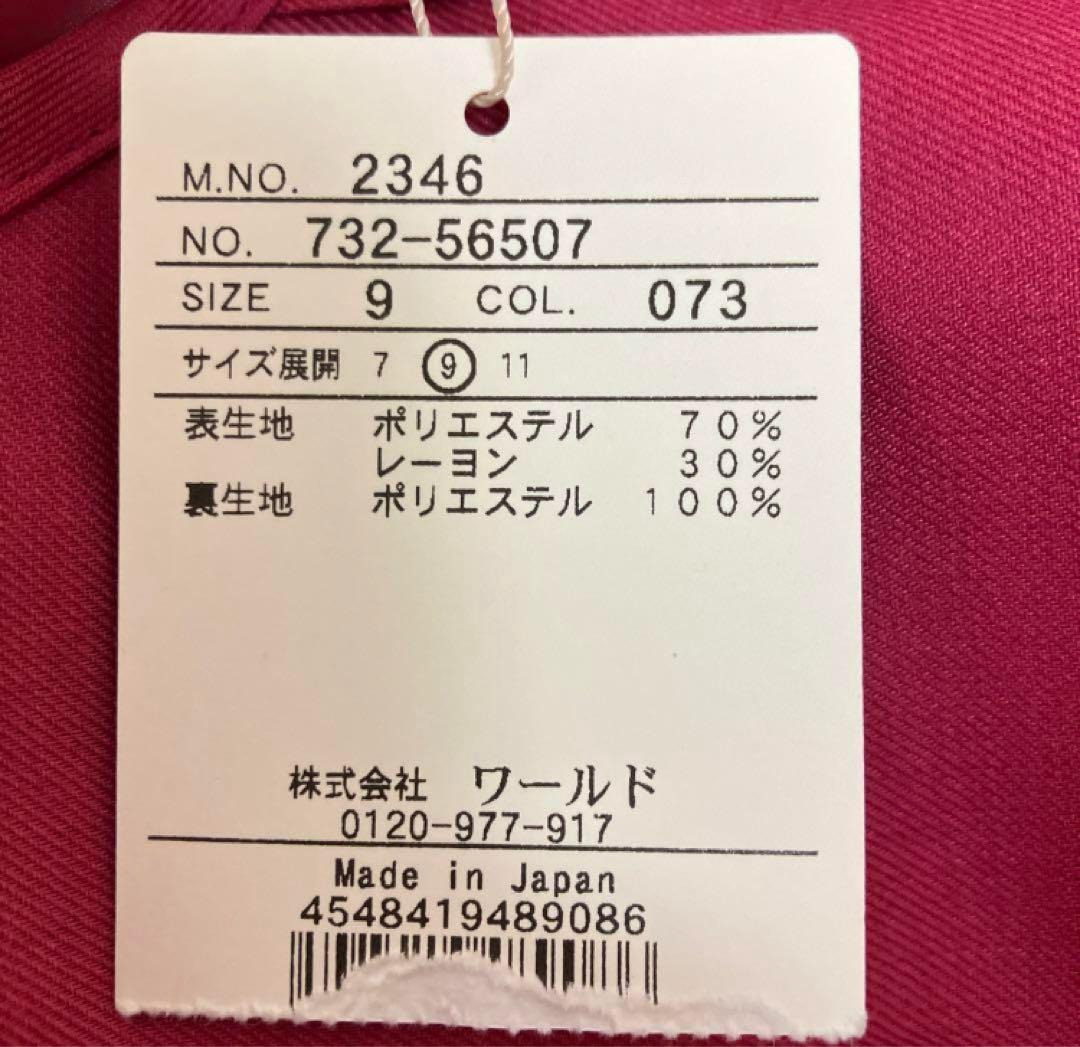 M.NO. 2346
NO. 732-56507
SIZE 9 COL. 073
サイズ展開 7 9 11
表生地 ポリエステル 70%
レーヨン 30%
裏生地 ポリエステル 100%
株式会社 ワールド
0120-977-917
Made in Japan
4548419489086